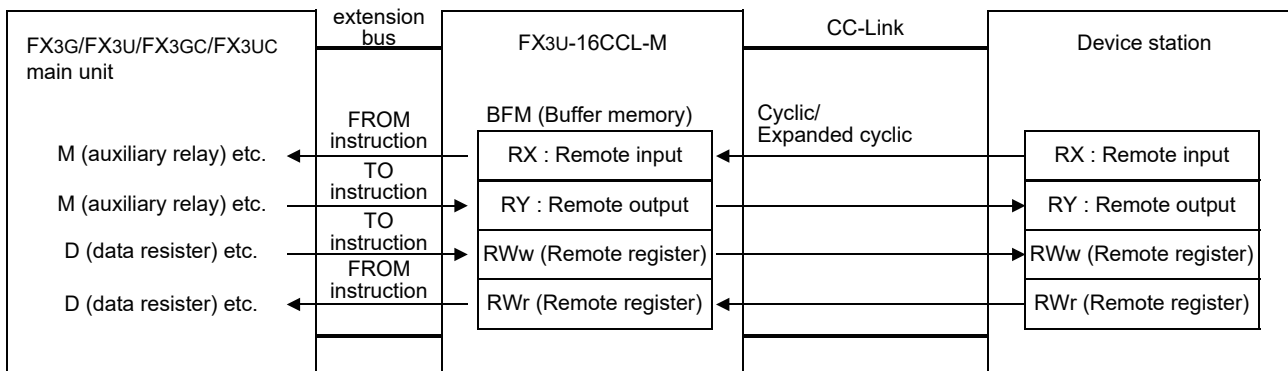 extension
bus
CC-Link
FX3G/FX3U/FX3GC/FX3UC
main unit
FX3U-16CCL-M
Device station
FROM
instruction
BFM (Buffer memory)
Cyclic/
Expanded cyclic
M (auxiliary relay) etc.
RX : Remote input
RX : Remote input
TO
instruction
M (auxiliary relay) etc.
RY : Remote output
RY : Remote output
TO
instruction
D (data resister) etc.
RWw (Remote register)
RWw (Remote register)
FROM
instruction
D (data resister) etc.
RWr (Remote register)
RWr (Remote register)